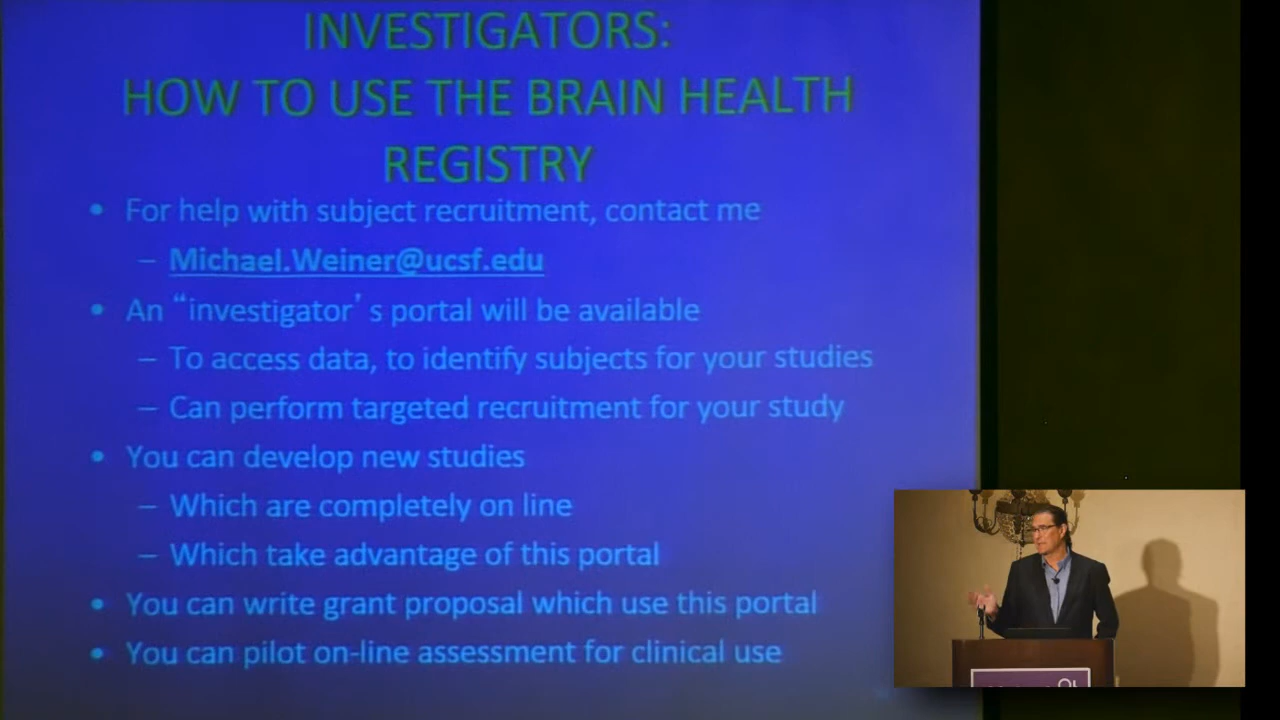 INVESTIGATORS:
HOW TO USE THE BRAIN HEALTH
REGISTRY
• For help with subject recruitment, contact me
– Michael.Weiner@ucsf.edu
• An “investigator’s portal will be available
– To access data, to identify subjects for your studies
– Can perform targeted recruitment for your study
• You can develop new studies
– Which are completely on line
– Which take advantage of this portal
• You can write grant proposal which use this portal
• You can pilot on-line assessment for clinical use